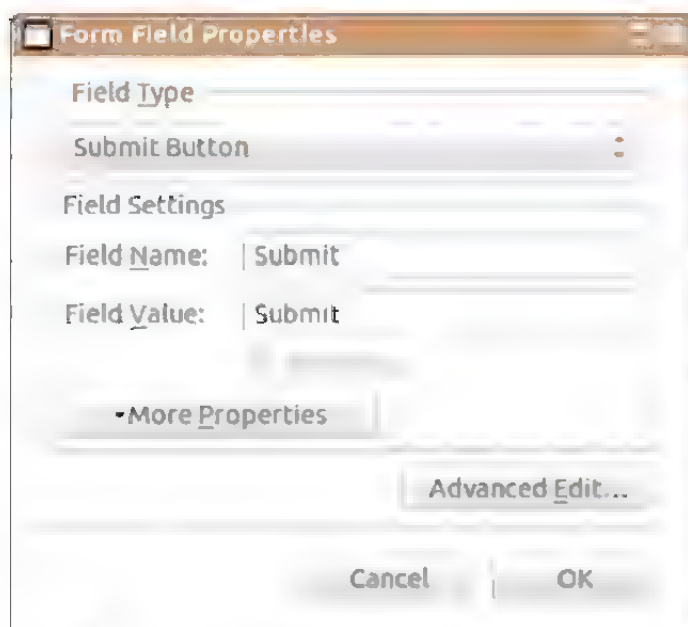 Form Field Properties
Field Type
Submit Button
Field Settings
Field Name: Submit
Field Value: Submit
More Properties
Advanced Edit...
Cancel OK